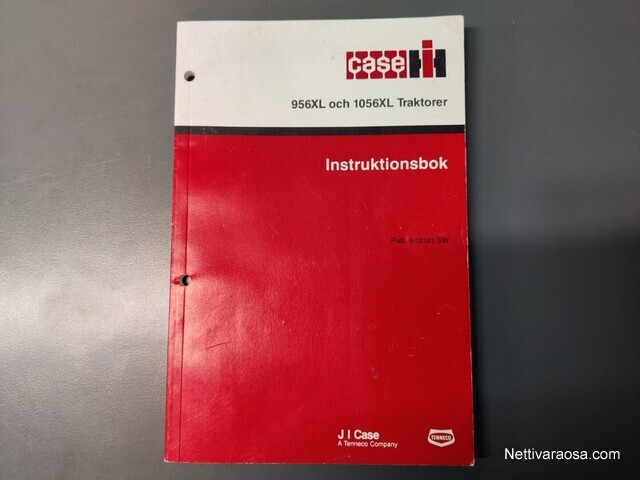 case IH
956XL och 1056XL Traktorer
Instruktionsbok
J I Case
A Tenneco Company
TENNECO
Nettivaraosa.com